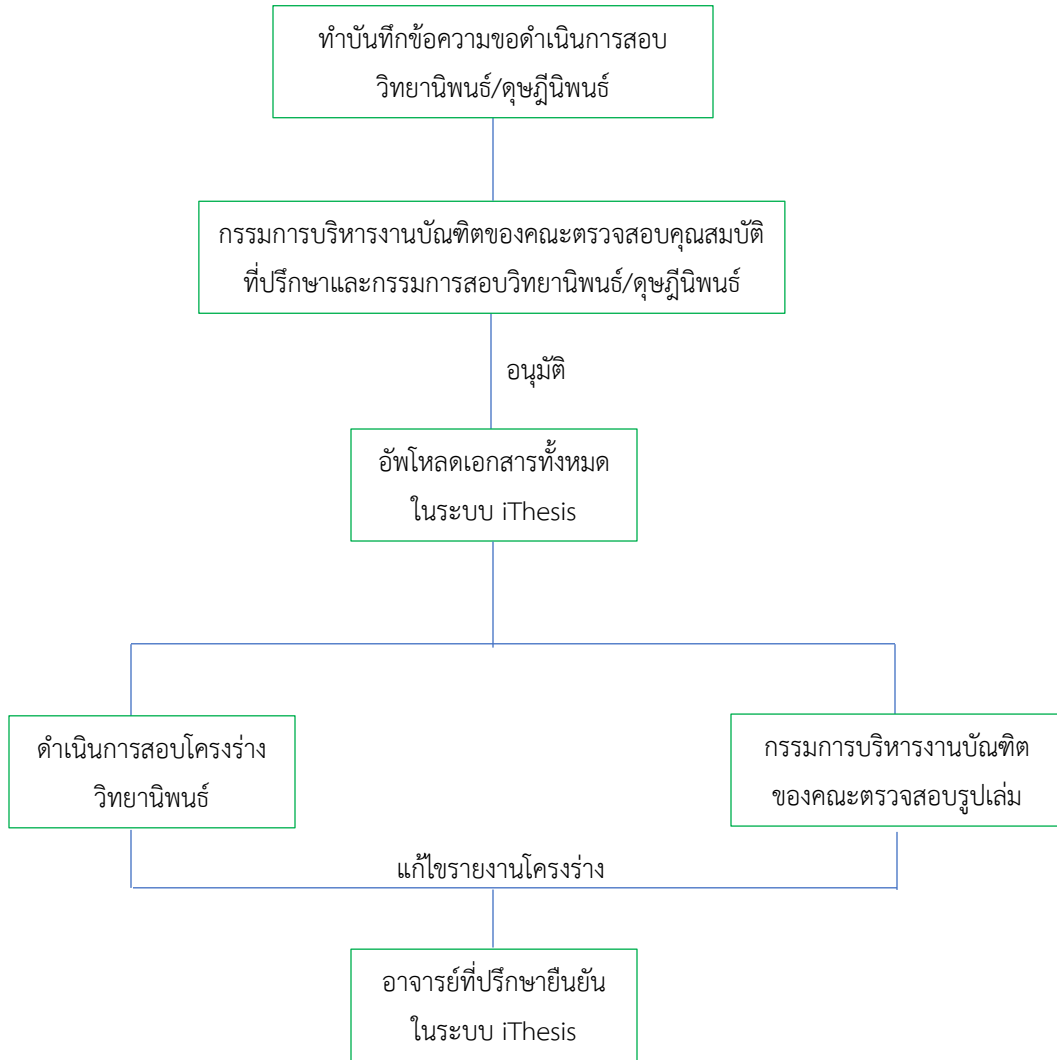 ทำบันทึกข้อความขอดำเนินการสอบ
วิทยานิพนธ์/ดุษฎีนิพนธ์
กรรมการบริหารงานบัณฑิตของคณะตรวจสอบคุณสมบัติ
ที่ปรึกษาและกรรมการสอบวิทยานิพนธ์/ดุษฎีนิพนธ์
อนุมัติ
อัพโหลดเอกสารทั้งหมด
ในระบบ iThesis
ดำเนินการสอบโครงร่าง
วิทยานิพนธ์
กรรมการบริหารงานบัณฑิต
ของคณะตรวจสอบรูปเล่ม
แก้ไขรายงานโครงร่าง
อาจารย์ที่ปรึกษายืนยัน
ในระบบ iThesis